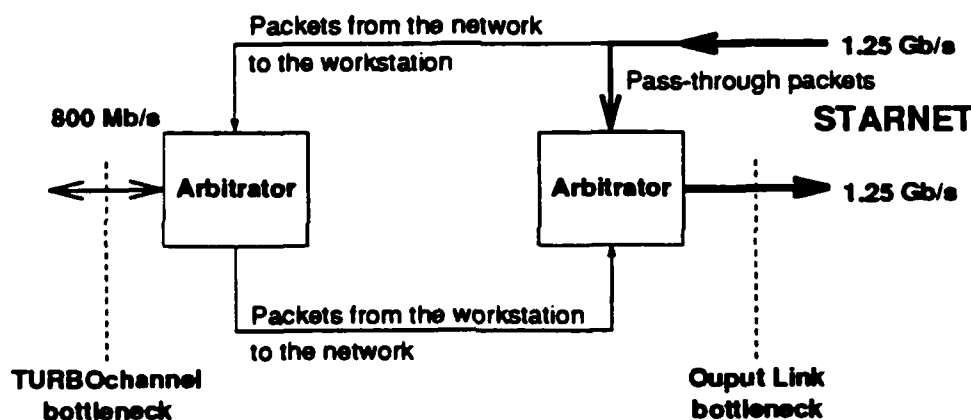 Packets from the network
to the workstation
1.25 Gb/s
Pass-through packets
800 Mb/s
STARNET
Arbitrator
Arbitrator
1.25 Gb/s
Packets from the workstation
to the network
TURBOchannel
bottleneck
Ouput Link
bottleneck